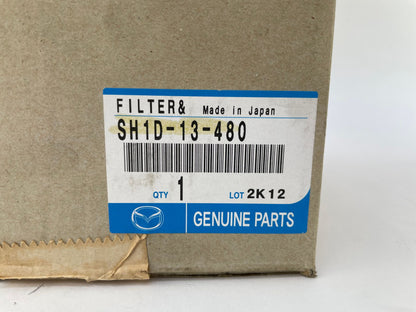 FILTER& Made in Japan
SH1D-13-480
QTY 1 LOT 2K12
GENUINE PARTS